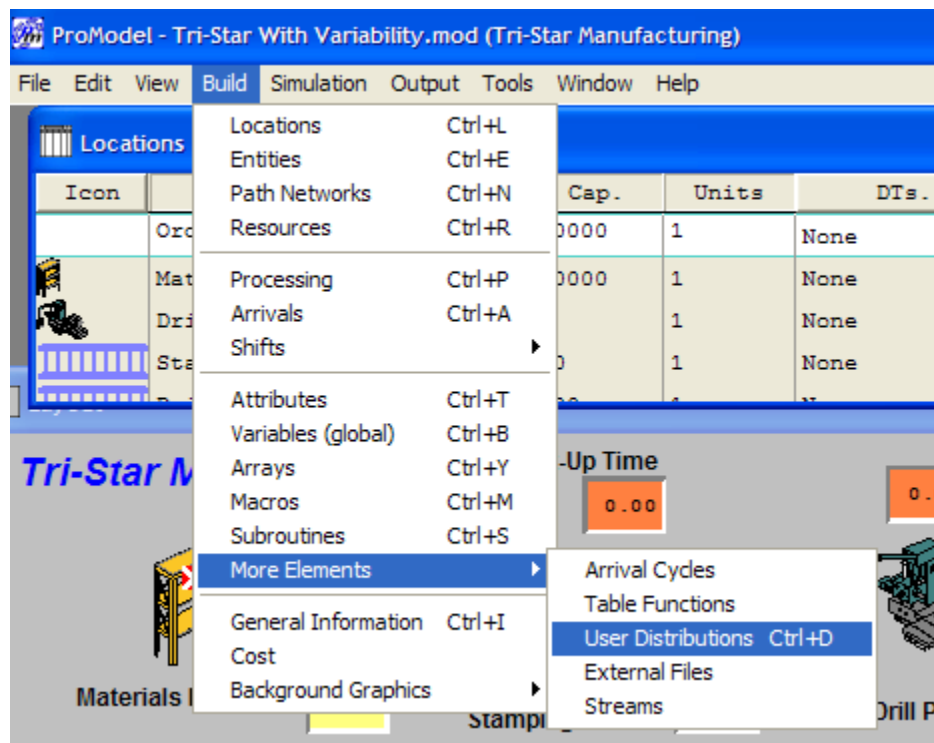 ProModel - Tri-Star With Variability.mod (Tri-Star Manufacturing)
File Edit View Build Simulation Output Tools Window Help
Locations
Icon Cap. Units DTs.
1 None
1 None
1 None
1 None
Locations Ctrl+L
Entities Ctrl+E
Path Networks Ctrl+N
Resources Ctrl+R
Processing Ctrl+P
Arrivals Ctrl+A
Shifts
Attributes Ctrl+T
Variables (global) Ctrl+B
Arrays Ctrl+Y
Macros Ctrl+M
Subroutines Ctrl+S
More Elements
General Information Ctrl+I
Cost
Background Graphics
Arrival Cycles
Table Functions
User Distributions Ctrl+D
External Files
Streams
Tri-Star M
-Up Time
0.00
0.
Materials
Stampi
Drill P